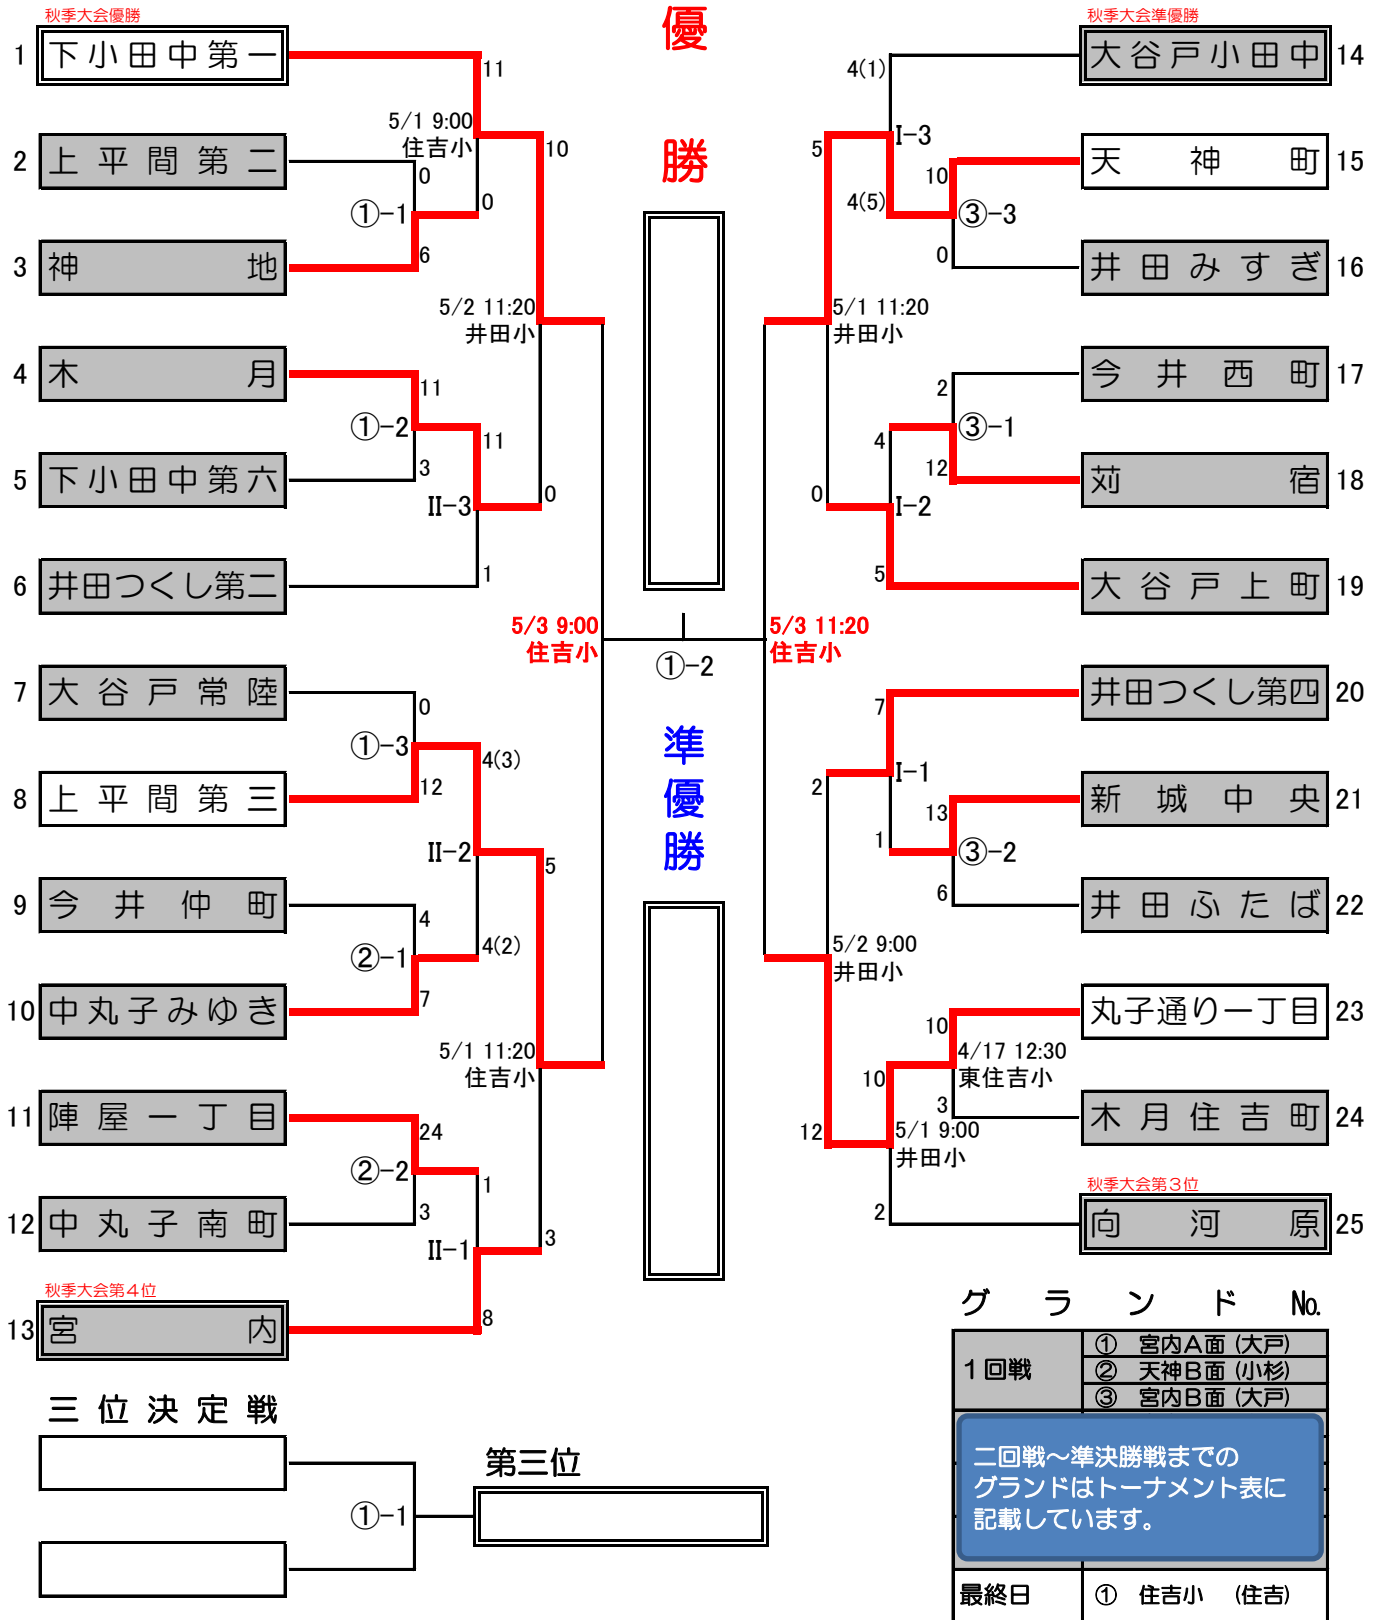 秋季大会優勝
1 下小田中第一
2 上平間第二
3 神地
4 木月
5 下小田中第六
6 井田つくし第二
7 大谷戸常陸
8 上平間第三
9 今井仲町
10 中丸子みゆき
11 陣屋一丁目
12 中丸子南町
秋季大会第４位
13 宮内
11
5/1 9:00
住吉小
10
0
①-1
0
6
5/2 11:20
井田小
11
①-2
11
3
II-3
0
1
5/3 9:00
住吉小
0
①-3
4(3)
12
II-2
5
4
②-1
4(2)
7
5/1 11:20
住吉小
24
②-2
1
3
II-1
3
8
優
勝
①-2
準
優
勝
秋季大会準優勝
大谷戸小田中 14
天神町 15
井田みすぎ 16
今井西町 17
苅宿 18
大谷戸上町 19
井田つくし第四 20
新城中央 21
井田ふたば 22
丸子通り一丁目 23
木月住吉町 24
秋季大会第３位
向河原 25
4(1)
5
I-3
10
4(5)
③-3
0
5/1 11:20
井田小
2
4
③-1
12
0
I-2
5
5/3 11:20
住吉小
7
I-1
2
13
1
③-2
6
5/2 9:00
井田小
10
4/17 12:30
東住吉小
10
3
12
5/1 9:00
井田小
2
三位決定戦
①-1
第三位
グランド№
１回戦
① 宮内Ａ面 (大戸)
② 天神Ｂ面 (小杉)
③ 宮内Ｂ面 (大戸)
二回戦～準決勝戦までの
グランドはトーナメント表に
記載しています。
最終日 ① 住吉小 (住吉)